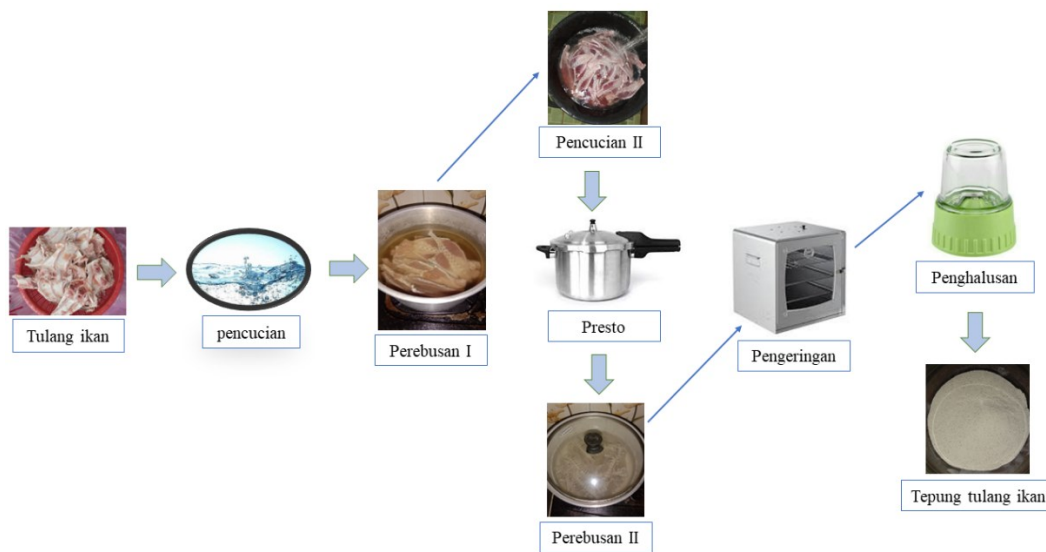 Tulang ikan
pencucian
Perebusan I
Pencucian II
Presto
Perebusan II
Pengeringan
Penghalusan
Tepung tulang ikan